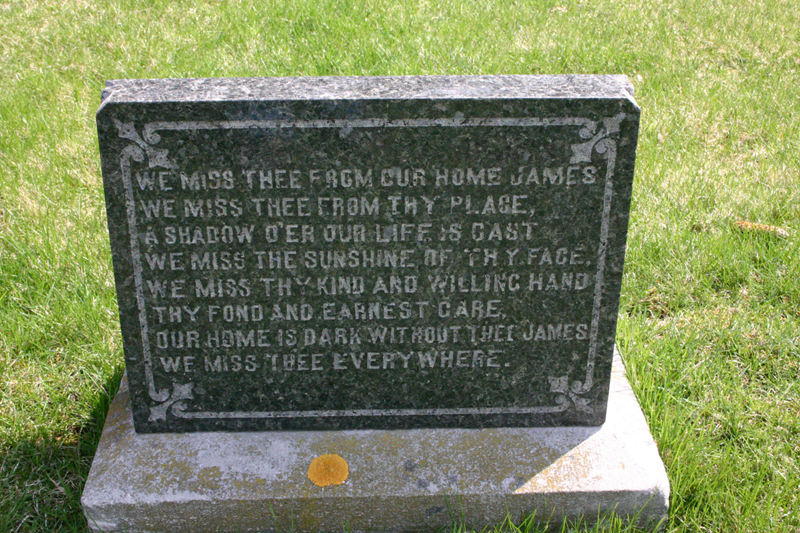 WE MISS THEE FROM OUR HOME JAMES
WE MISS THEE FROM THY PLACE,
A SHADOW O'ER OUR LIFE IS CAST
WE MISS THE SUNSHINE OF THY FACE.
WE MISS THY KIND AND WILLING HAND
THY FOND AND EARNEST CARE,
OUR HOME IS DARK WITHOUT THEE JAMES
WE MISS THEE EVERYWHERE.